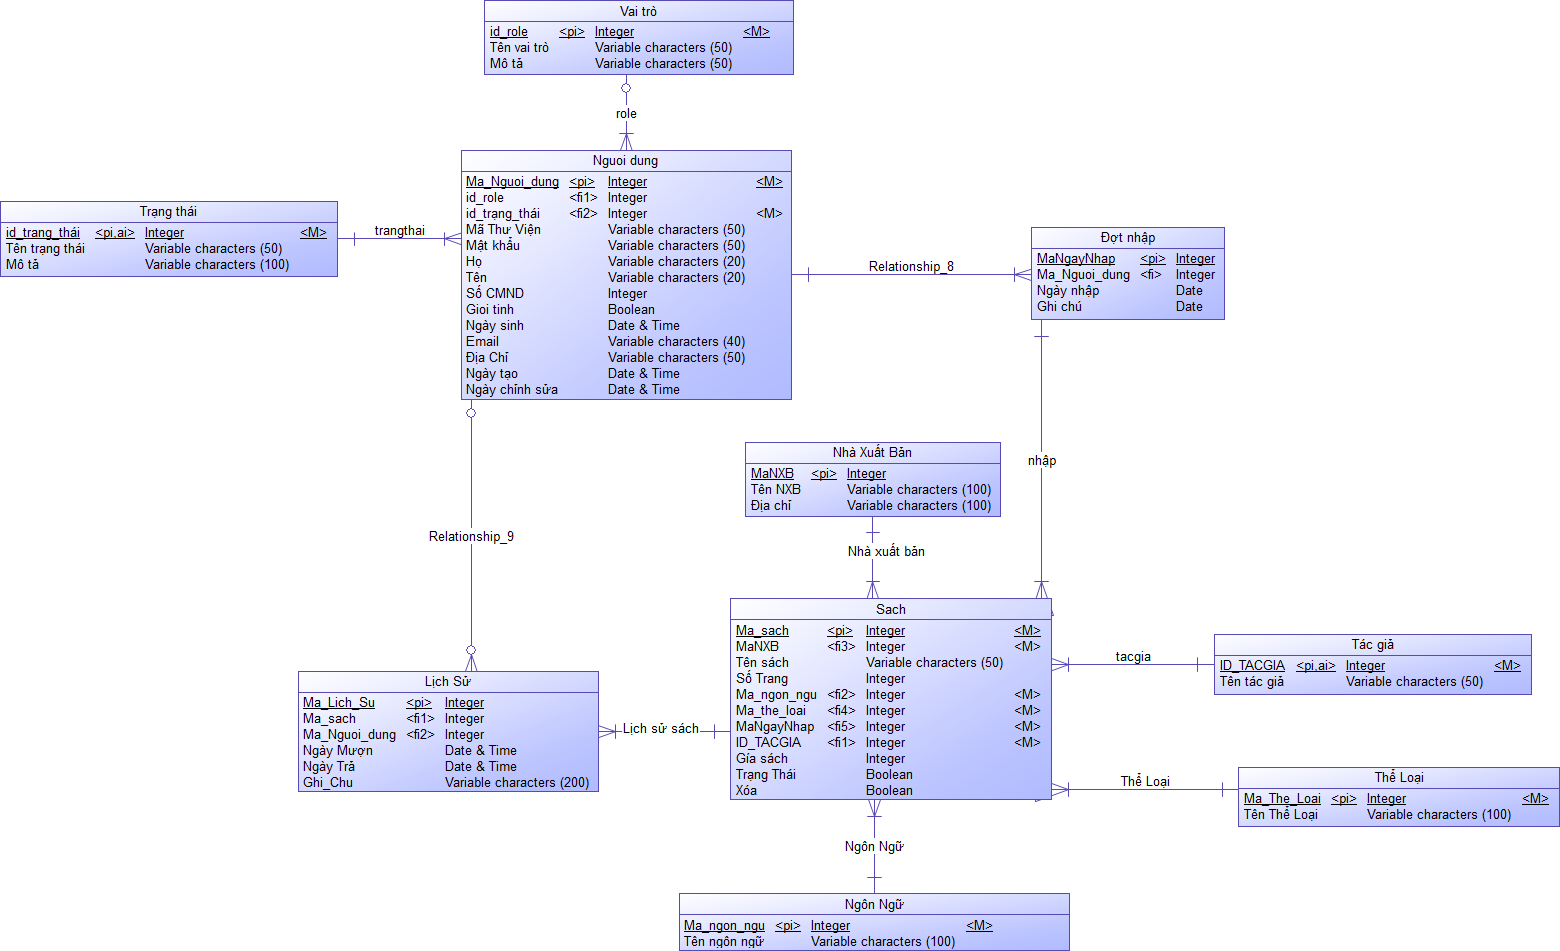 Vai trò
id_role <pi> Integer <M>
Tên vai trò Variable characters (50)
Mô tả Variable characters (50)
role
Nguoi dung
Ma_Nguoi_dung <pi> Integer <M>
id_role <fi1> Integer
id_trạng_thái <fi2> Integer <M>
Mã Thư Viện Variable characters (50)
Mật khẩu Variable characters (50)
Họ Variable characters (20)
Tên Variable characters (20)
Số CMND Integer
Gioi tinh Boolean
Ngày sinh Date & Time
Email Variable characters (40)
Địa Chỉ Variable characters (50)
Ngày tạo Date & Time
Ngày chỉnh sửa Date & Time
Trạng thái
id_trang_thái <pi,ai> Integer <M>
Tên trạng thái Variable characters (50)
Mô tả Variable characters (100)
trangthai
Relationship_8
Đợt nhập
MaNgayNhap <pi> Integer
Ma_Nguoi_dung <fi> Integer
Ngày nhập Date
Ghi chú Date
nhập
Nhà Xuất Bản
MaNXB <pi> Integer
Tên NXB Variable characters (100)
Địa chỉ Variable characters (100)
Relationship_9
Nhà xuất bản
Sach
Ma_sach <pi> Integer <M>
MaNXB <fi3> Integer <M>
Tên sách Variable characters (50)
Số Trang Integer
Ma_ngon_ngu <fi2> Integer <M>
Ma_the_loai <fi4> Integer <M>
MaNgayNhap <fi5> Integer <M>
ID_TACGIA <fi1> Integer <M>
Gía sách Integer
Trạng Thái Boolean
Xóa Boolean
tacgia
Tác giả
ID_TACGIA <pi,ai> Integer <M>
Tên tác giả Variable characters (50)
Lịch Sử
Ma_Lich_Su <pi> Integer
Ma_sach <fi1> Integer
Ma_Nguoi_dung <fi2> Integer
Ngày Mượn Date & Time
Ngày Trả Date & Time
Ghi_Chu Variable characters (200)
Lịch sử sách
Thể Loại
Thể Loại
Ma_The_Loai <pi> Integer <M>
Tên Thể Loại Variable characters (100)
Ngôn Ngữ
Ngôn Ngữ
Ma_ngon_ngu <pi> Integer <M>
Tên ngôn ngữ Variable characters (100)